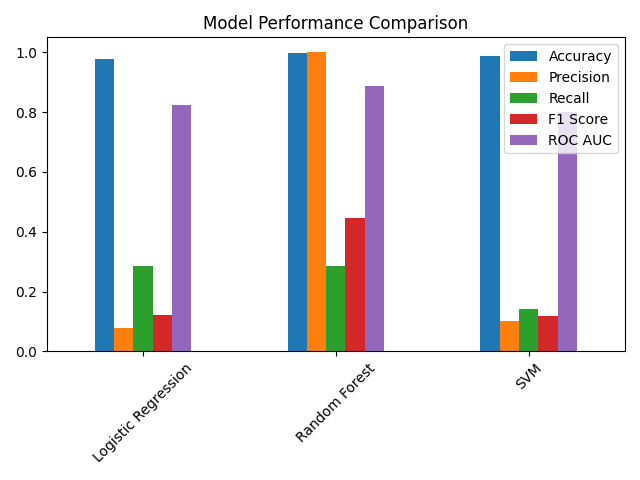 Model Performance Comparison
1.0
0.8
0.6
0.4
0.2
0.0
Accuracy
Precision
Recall
F1 Score
ROC AUC
Logistic Regression
Random Forest
SVM